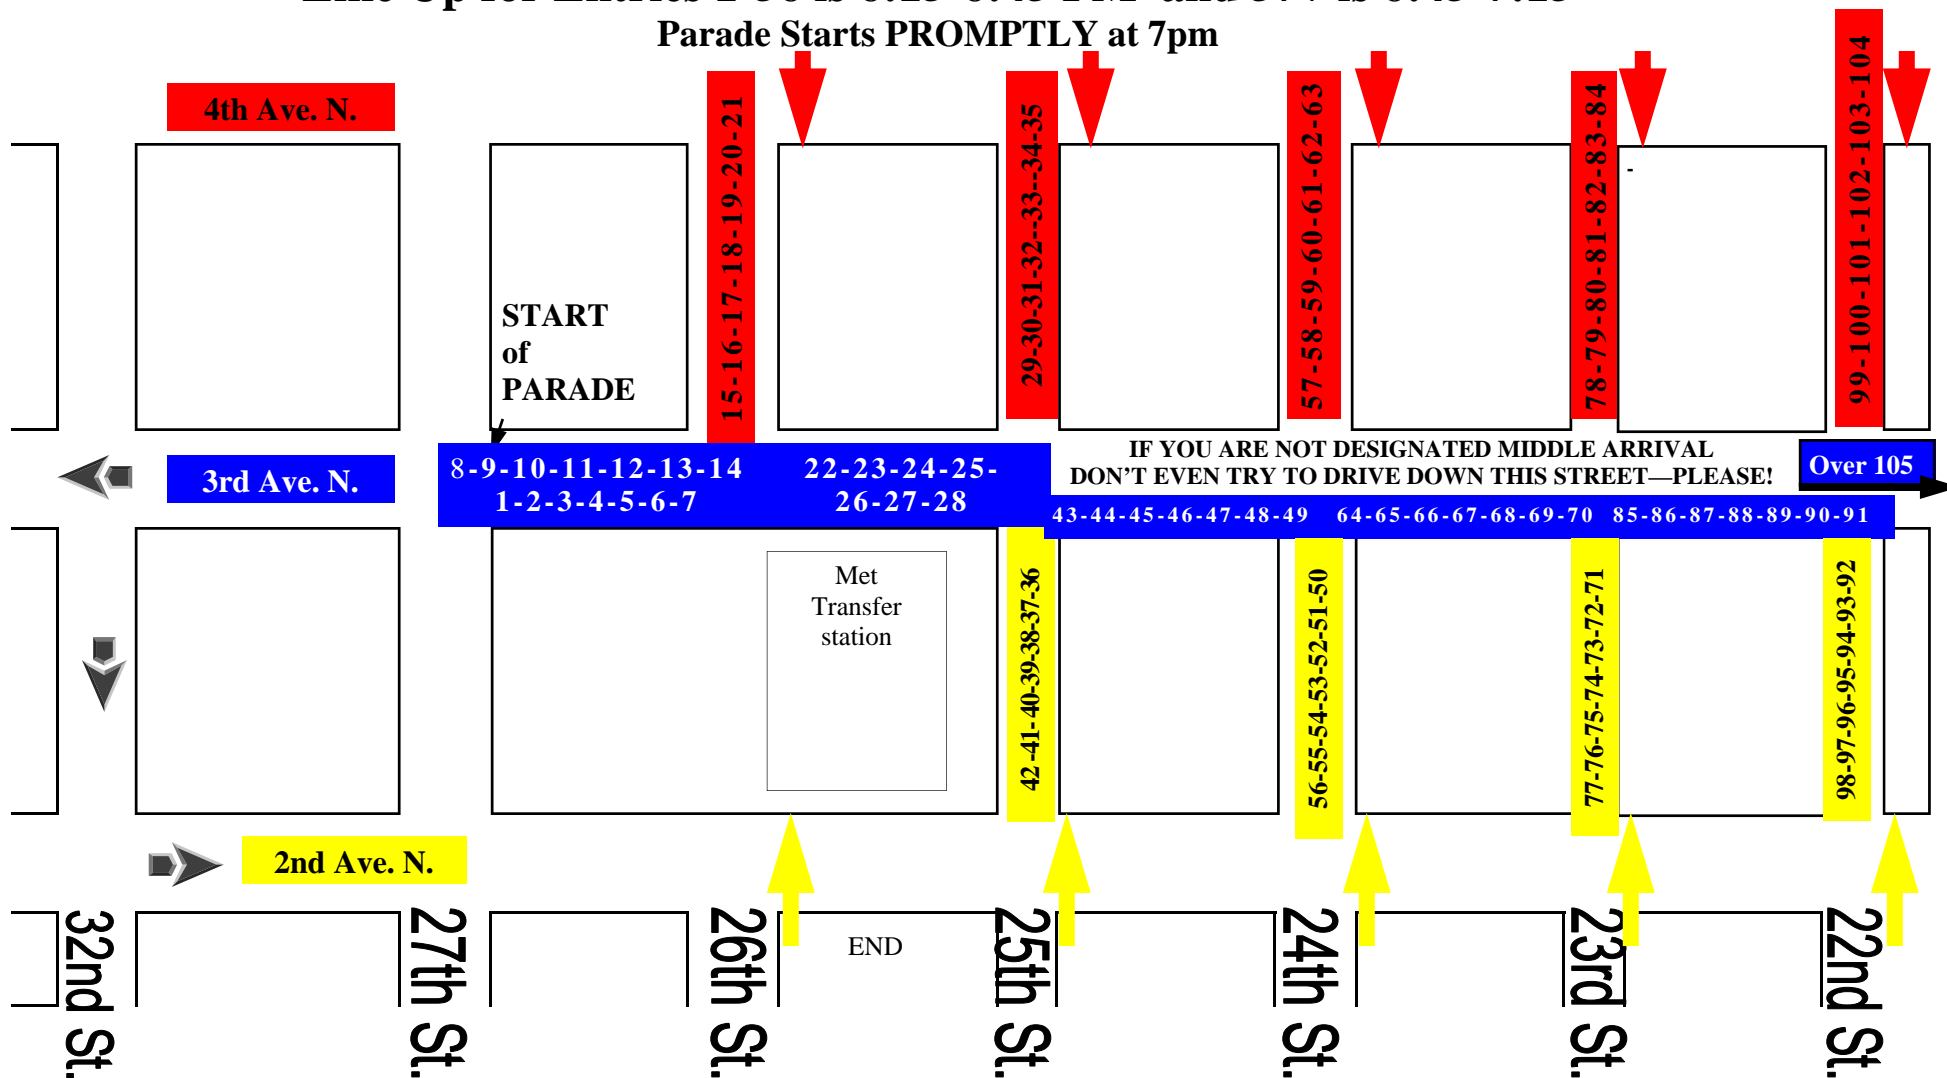 Parade Starts PROMPTLY at 7pm
4th Ave. N.
15-16-17-18-19-20-21
29-30-31-32--33--34-35
57-58-59-60-61-62-63
78-79-80-81-82-83-84
99-100-101-102-103-104
-
START
of
PARADE
3rd Ave. N.
8-9-10-11-12-13-14
1-2-3-4-5-6-7
22-23-24-25-
26-27-28
IF YOU ARE NOT DESIGNATED MIDDLE ARRIVAL
DON'T EVEN TRY TO DRIVE DOWN THIS STREET—PLEASE!
Over 105
43-44-45-46-47-48-49 64-65-66-67-68-69-70 85-86-87-88-89-90-91
Met
Transfer
station
42-41-40-39-38-37-36
56-55-54-53-52-51-50
77-76-75-74-73-72-71
98-97-96-95-94-93-92
2nd Ave. N.
END
32nd St.
27th St.
26th St.
25th St.
24th St.
23rd St.
22nd St.